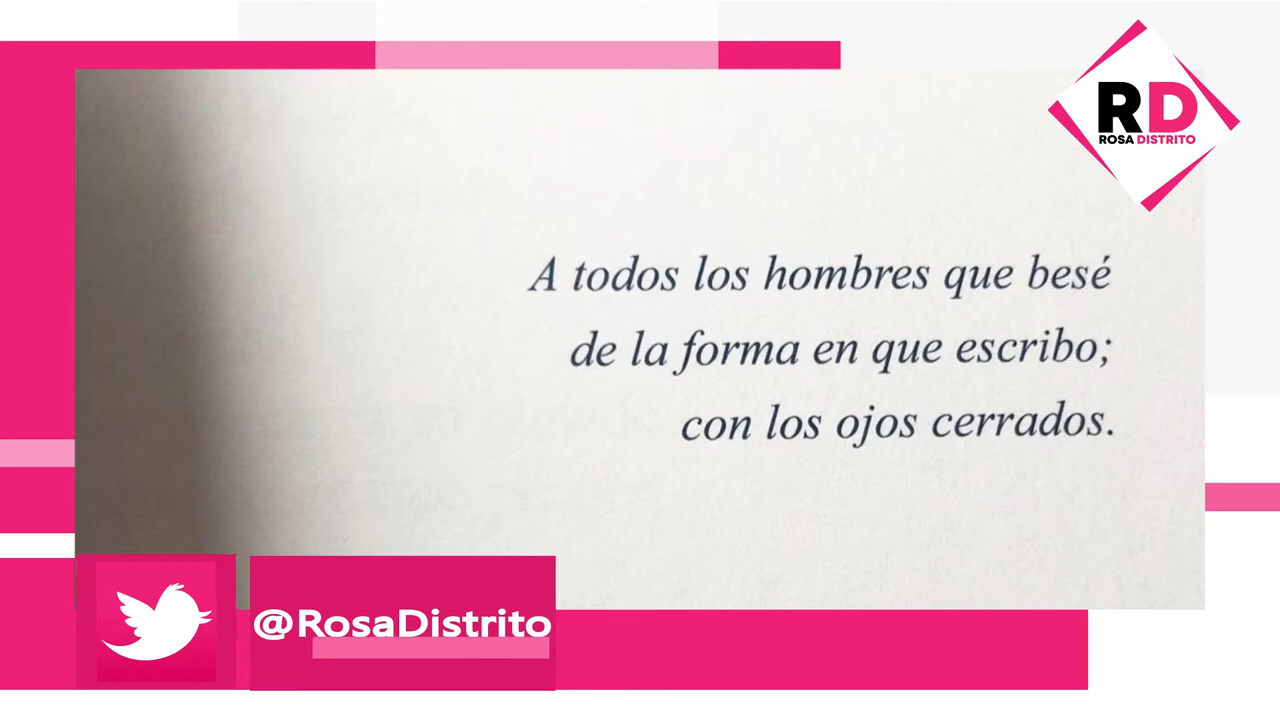 RD
ROSA DISTRITO
A todos los hombres que besé
de la forma en que escribo;
con los ojos cerrados.
@RosaDistrito